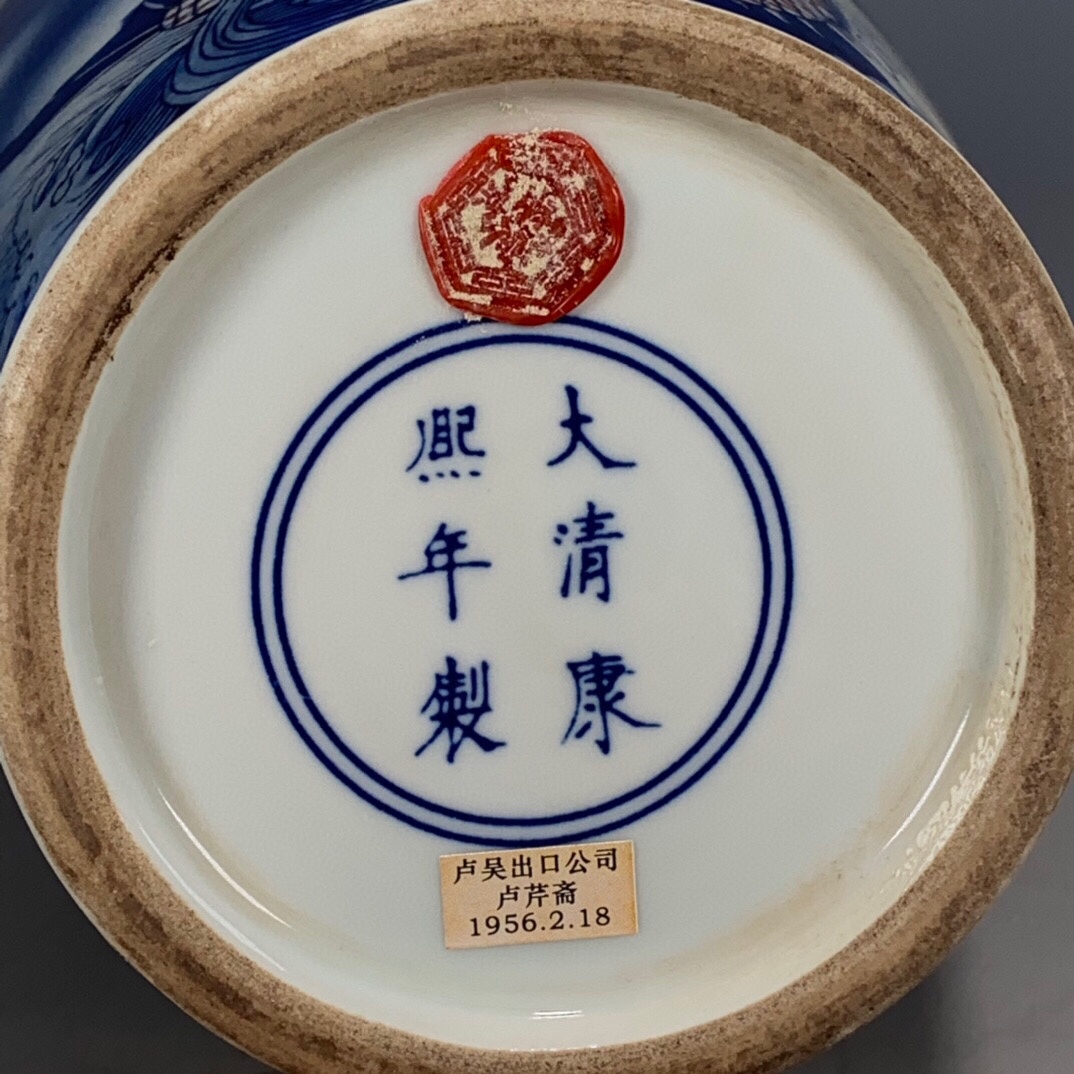 大清康
熙年製
卢吴出口公司
卢芹斋
1956.2.18